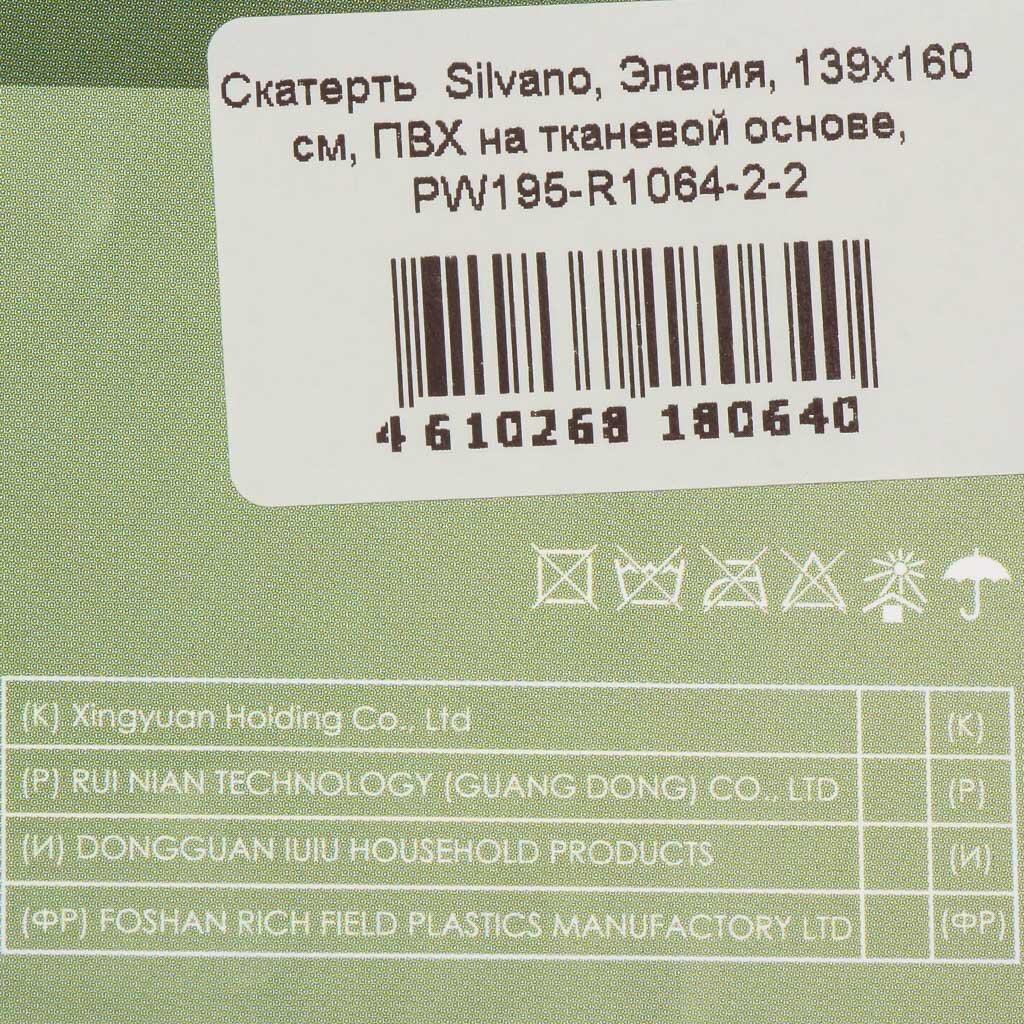 Скатерть Silvano, Элегия, 139x160
см, ПВХ на тканевой основе,
PW195-R1064-2-2
4 610268 180640
(К) Xingyuan Holding Co., Ltd (К)
(Р) RUI NIAN TECHNOLOGY (GUANG DONG) CO., LTD (Р)
(И) DONGGUAN IUIU HOUSEHOLD PRODUCTS (И)
(ФР) FOSHAN RICH FIELD PLASTICS MANUFACTORY LTD (ФР)